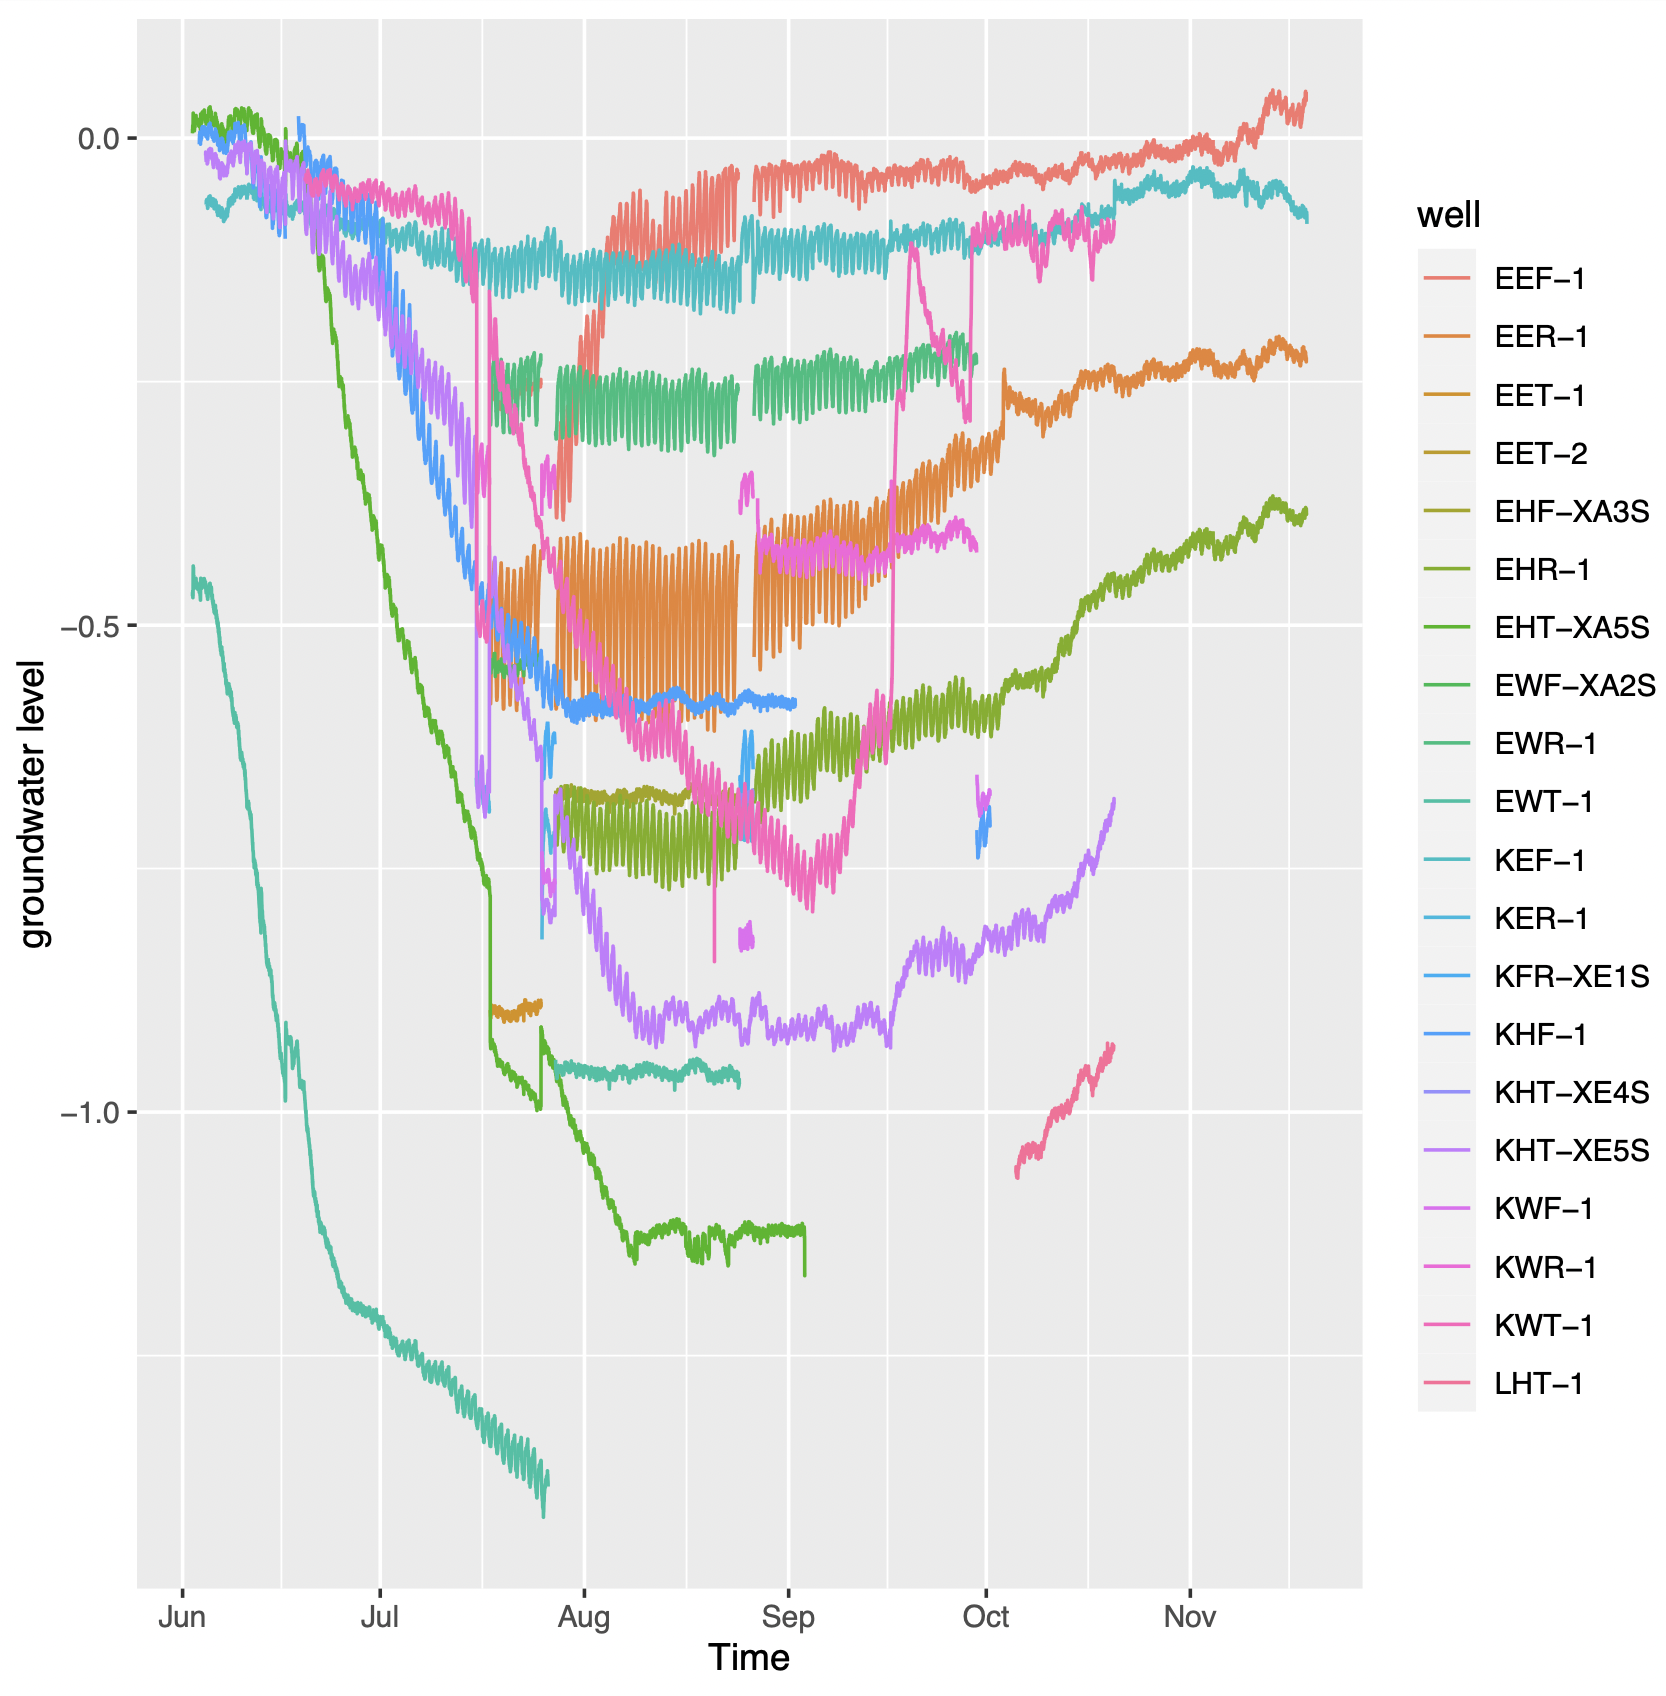 0.0
−0.5
−1.0
groundwater level
Jun Jul Aug Sep Oct Nov
Time
well
EEF−1
EER−1
EET−1
EET−2
EHF−XA3S
EHR−1
EHT−XA5S
EWF−XA2S
EWR−1
EWT−1
KEF−1
KER−1
KFR−XE1S
KHF−1
KHT−XE4S
KHT−XE5S
KWF−1
KWR−1
KWT−1
LHT−1